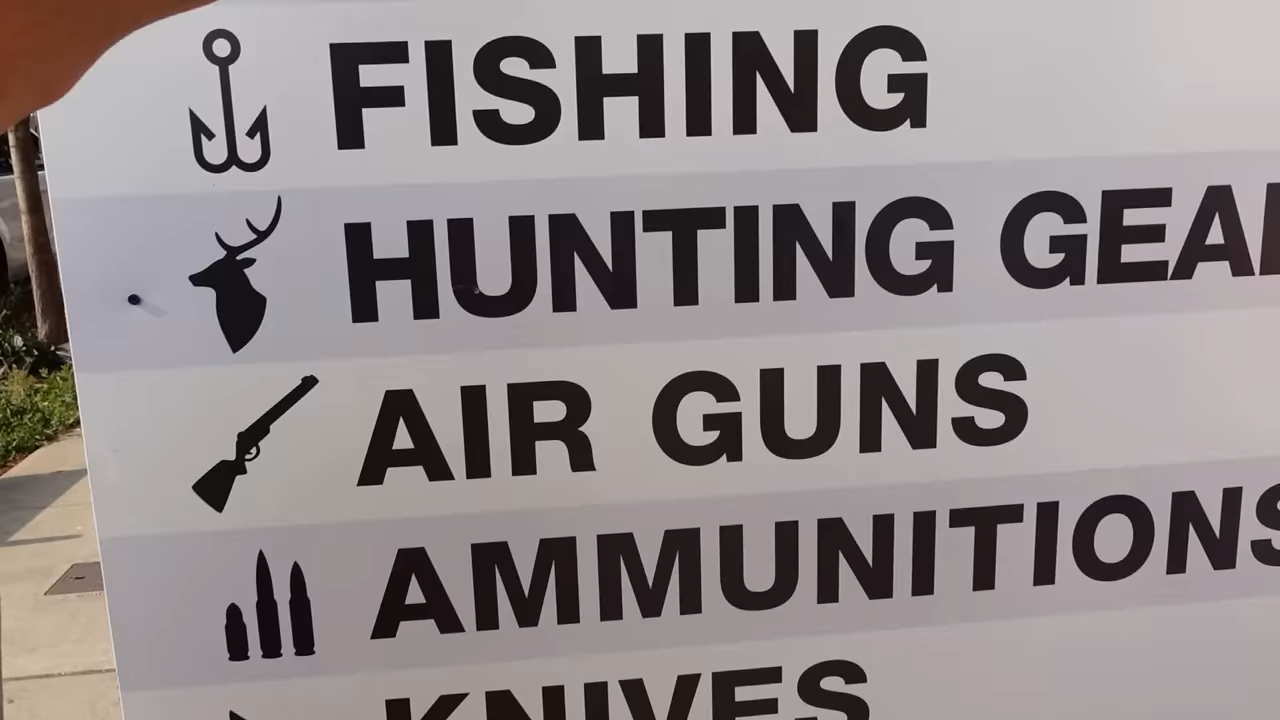 FISHING
HUNTING GEAR
AIR GUNS
AMMUNITIONS
KNIVES